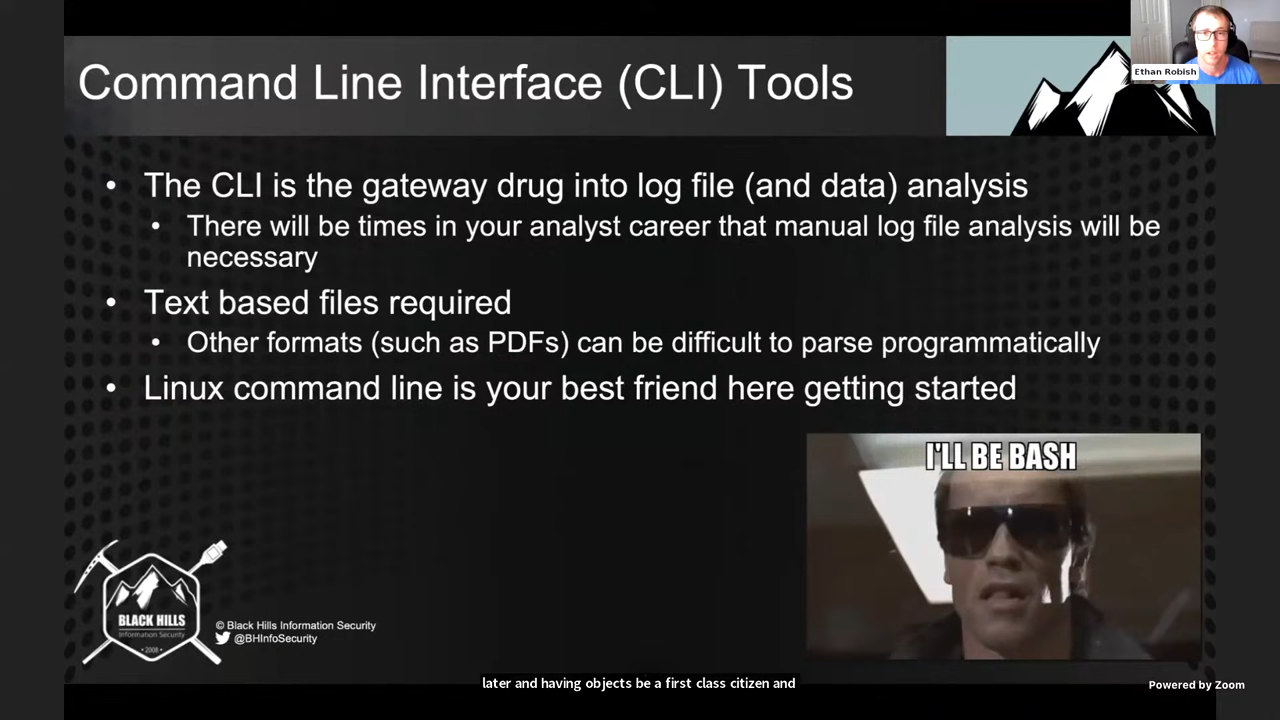 Ethan Robish
Command Line Interface (CLI) Tools
• The CLI is the gateway drug into log file (and data) analysis
• There will be times in your analyst career that manual log file analysis will be
necessary
• Text based files required
• Other formats (such as PDFs) can be difficult to parse programmatically
• Linux command line is your best friend here getting started
I'LL BE BASH
BLACK HILLS
Information Security
• 2008 •
© Black Hills Information Security
@BHInfoSecurity
later and having objects be a first class citizen and
Powered by Zoom